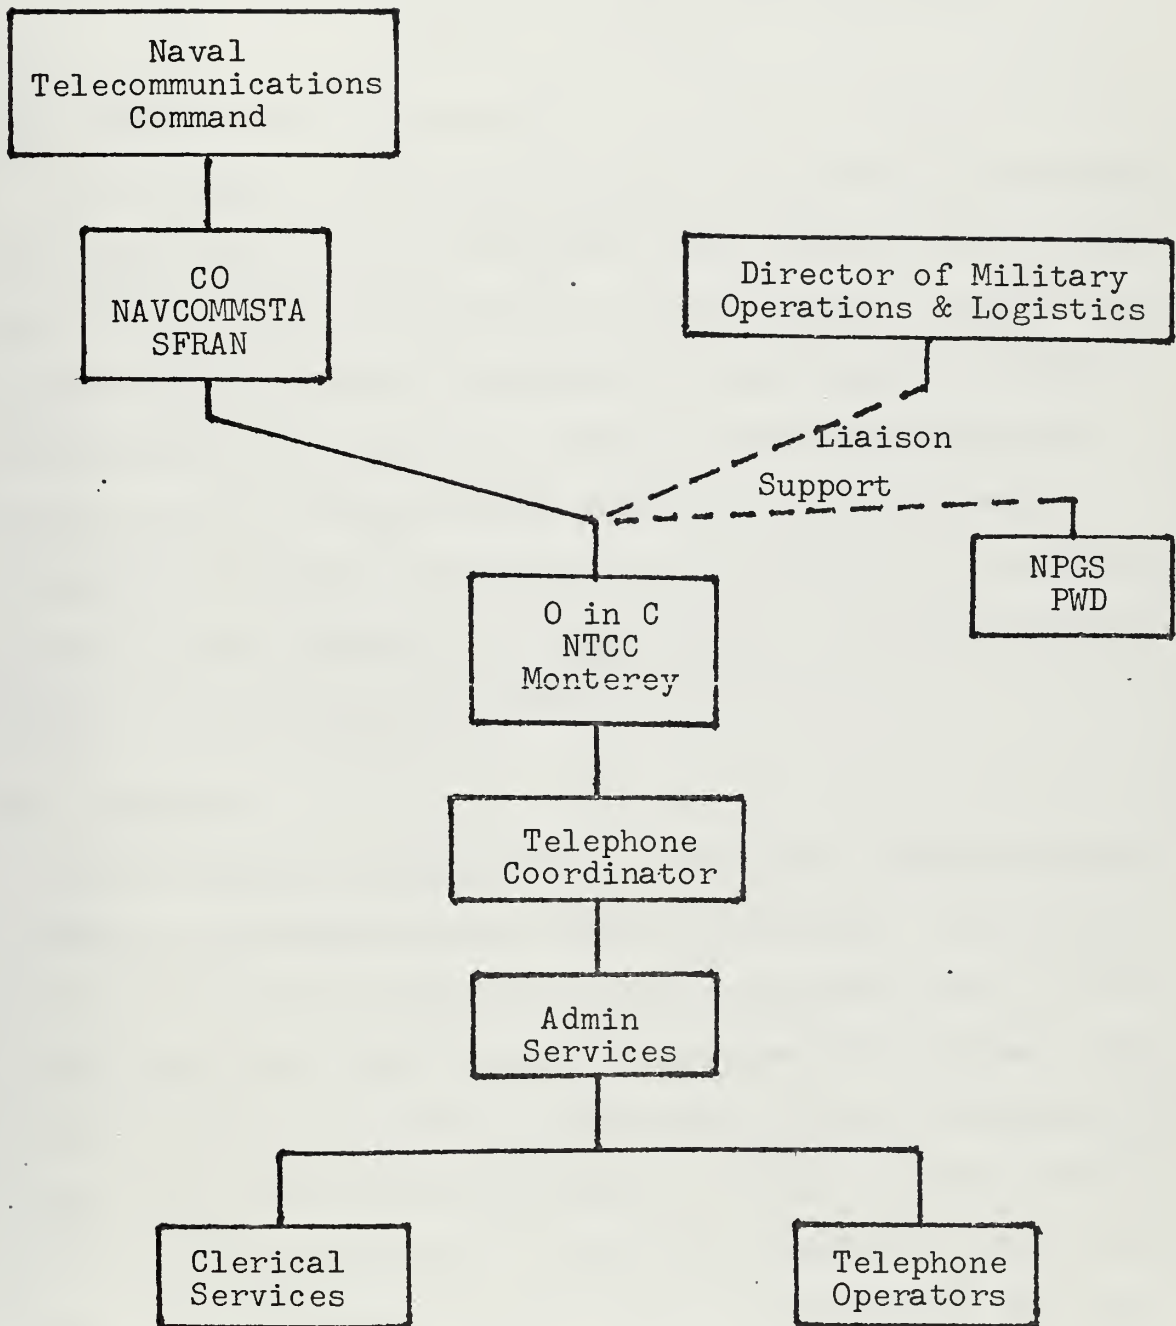 Naval
Telecommunications
Command
CO
NAVCOMMSTA
SFRAN
Director of Military
Operations & Logistics
Liaison
Support
NPGS
PWD
O in C
NTCC
Monterey
Telephone
Coordinator
Admin
Services
Clerical
Services
Telephone
Operators